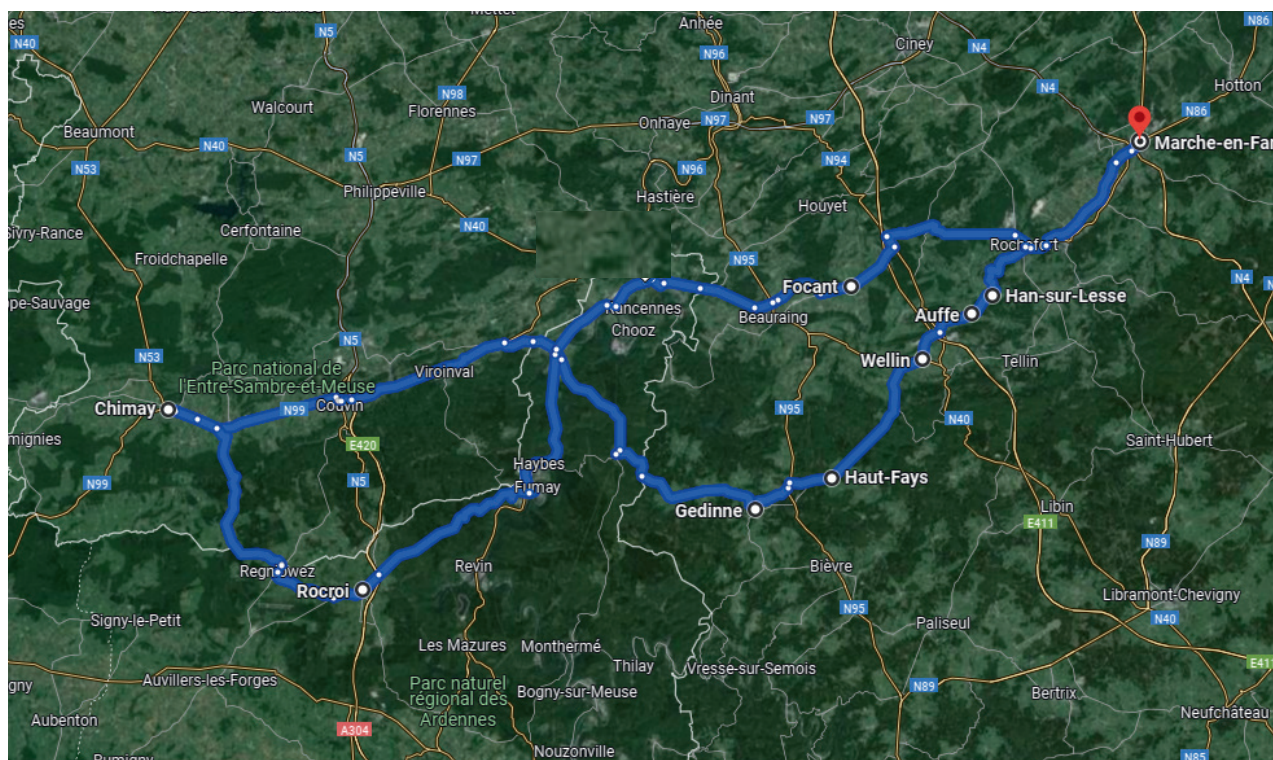 Mettet
Année
N86
N40
N5
N96
Ciney
N4
N4
Hotton
Walcourt
N98
Florennes
Dinant
N86
Beaumont
Onhaye
N97
N97
N40
N5
N53
N97
N96
N94
Marche-en-Fa
Philippeville
Hastière
Houyet
Sivry-Rance
Cerfontaine
N40
Rochefort
Froidchapelle
N95
N4
Focant
Han-sur-Lesse
ope-Sauvage
Rancennes
Beauraing
Auffe
Chooz
N5
N53
Wellin
Tellin
Parc national de
l'Entre-Sambre-et-Meuse
Viroinval
Chimay
N99
Couvin
N95
N40
migniies
E420
Saint-Hubert
Haybes
N99
N5
Fumay
Haut-Fays
Gedinne
Libin
E411
N89
Regniowez
Revin
Bièvre
Rocroi
Libramont-Chevigny
Signy-le-Petit
N95
N40
Paliseul
Les Mazures
Monthermé
Thilay
Vresse-sur-Semois
E411
igny
Auvillers-les-Forges
Parc naturel
régional des
Ardennes
Bogny-sur-Meuse
N89
Bertrix
Aubenton
Neufchâteau
A304
Nouzonville
N85
Rumigny